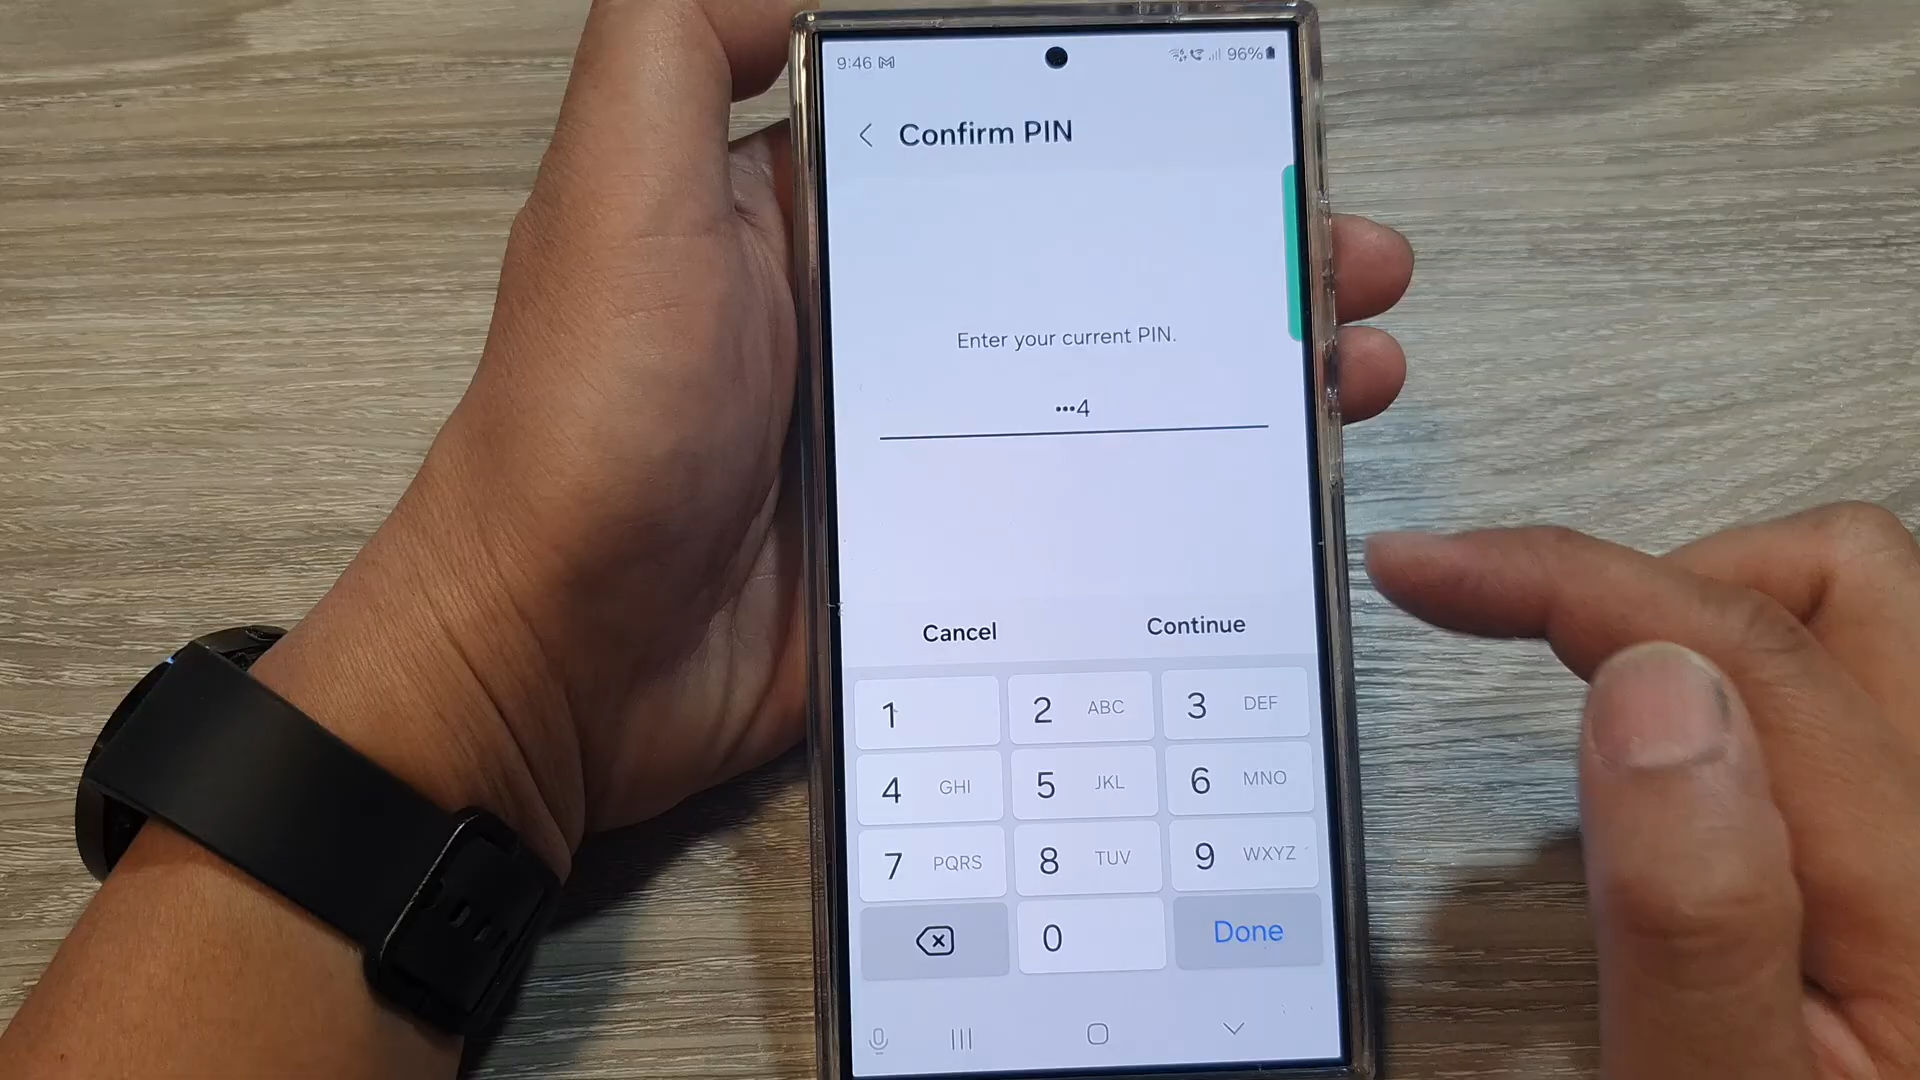 9:46 M 96%
Confirm PIN
Enter your current PIN.
•••4
Cancel Continue
1 2 ABC 3 DEF
4 GHI 5 JKL 6 MNO
7 PQRS 8 TUV 9 WXYZ
0 Done